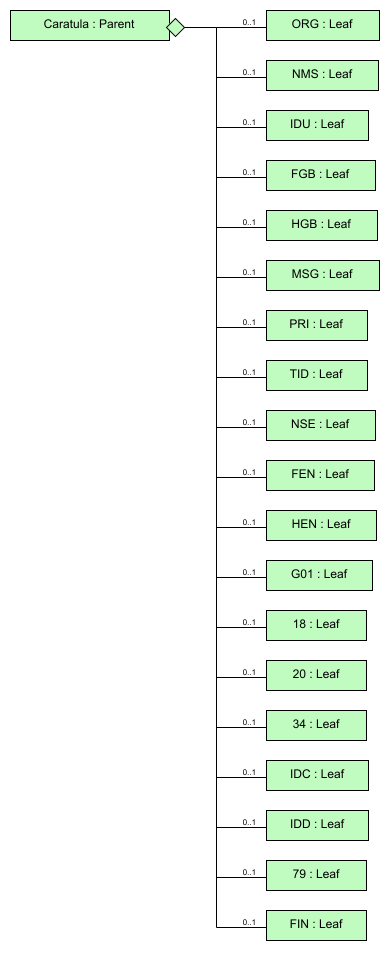 Caratula : Parent
0..1 ORG : Leaf
0..1 NMS : Leaf
0..1 IDU : Leaf
0..1 FGB : Leaf
0..1 HGB : Leaf
0..1 MSG : Leaf
0..1 PRI : Leaf
0..1 TID : Leaf
0..1 NSE : Leaf
0..1 FEN : Leaf
0..1 HEN : Leaf
0..1 G01 : Leaf
0..1 18 : Leaf
0..1 20 : Leaf
0..1 34 : Leaf
0..1 IDC : Leaf
0..1 IDD : Leaf
0..1 79 : Leaf
0..1 FIN : Leaf